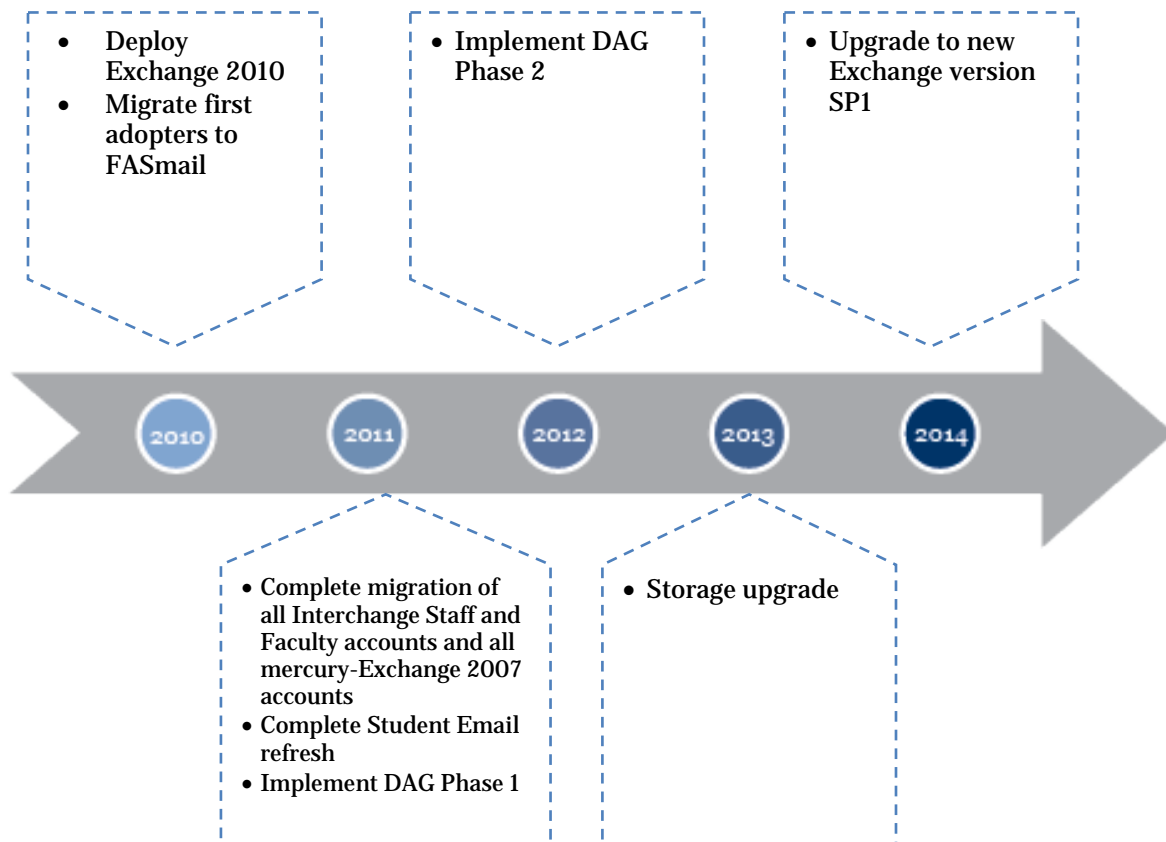 • Deploy
Exchange 2010
• Migrate first
adopters to
FASmail
• Implement DAG
Phase 2
• Upgrade to new
Exchange version
SP1
2010
2011
2012
2013
2014
• Complete migration of
all Interchange Staff and
Faculty accounts and all
mercury-Exchange 2007
accounts
• Complete Student Email
refresh
• Implement DAG Phase 1
• Storage upgrade